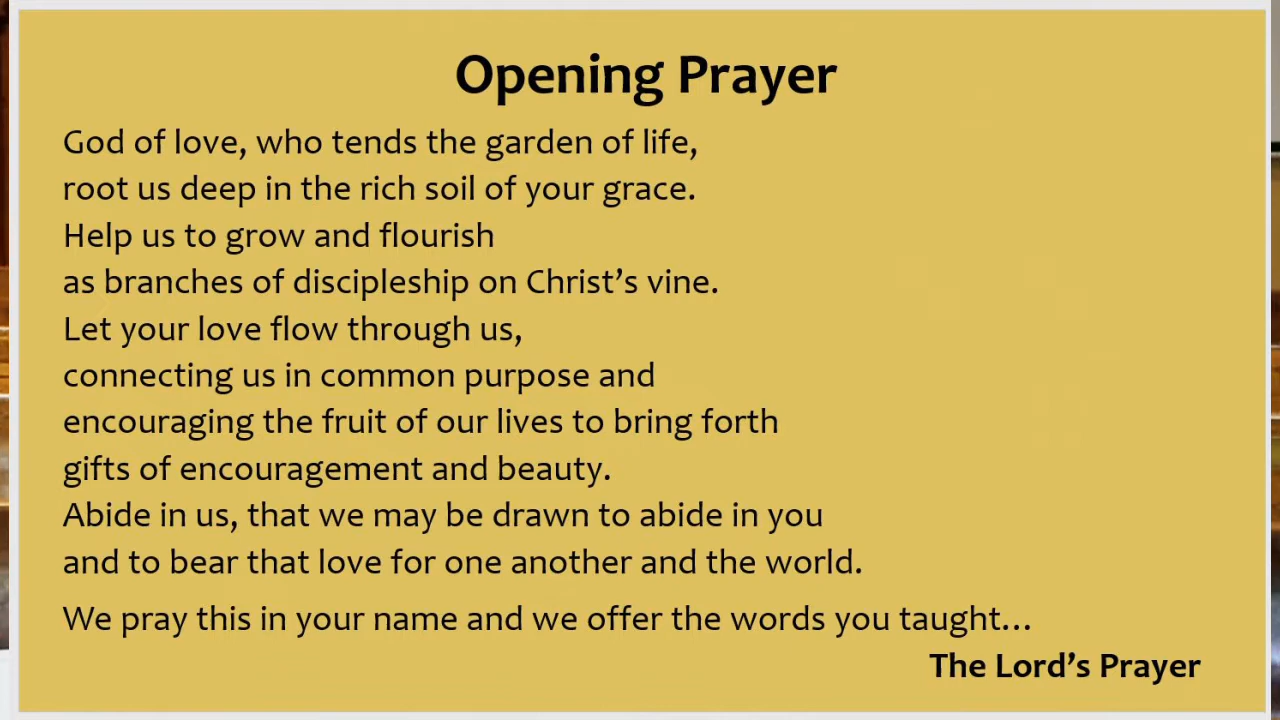 Opening Prayer
God of love, who tends the garden of life,
root us deep in the rich soil of your grace.
Help us to grow and flourish
as branches of discipleship on Christ’s vine.
Let your love flow through us,
connecting us in common purpose and
encouraging the fruit of our lives to bring forth
gifts of encouragement and beauty.
Abide in us, that we may be drawn to abide in you
and to bear that love for one another and the world.
We pray this in your name and we offer the words you taught…
The Lord’s Prayer